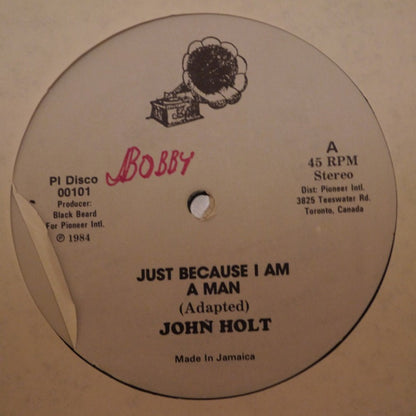 BOBBY
PI Disco
00101
Producer:
Black Beard
For Pioneer Intl.
℗ 1984
A
45 RPM
Stereo
Dist: Pioneer Intl.
3825 Teeswater Rd.
Toronto, Canada
JUST BECAUSE I AM
A MAN
(Adapted)
JOHN HOLT
Made In Jamaica